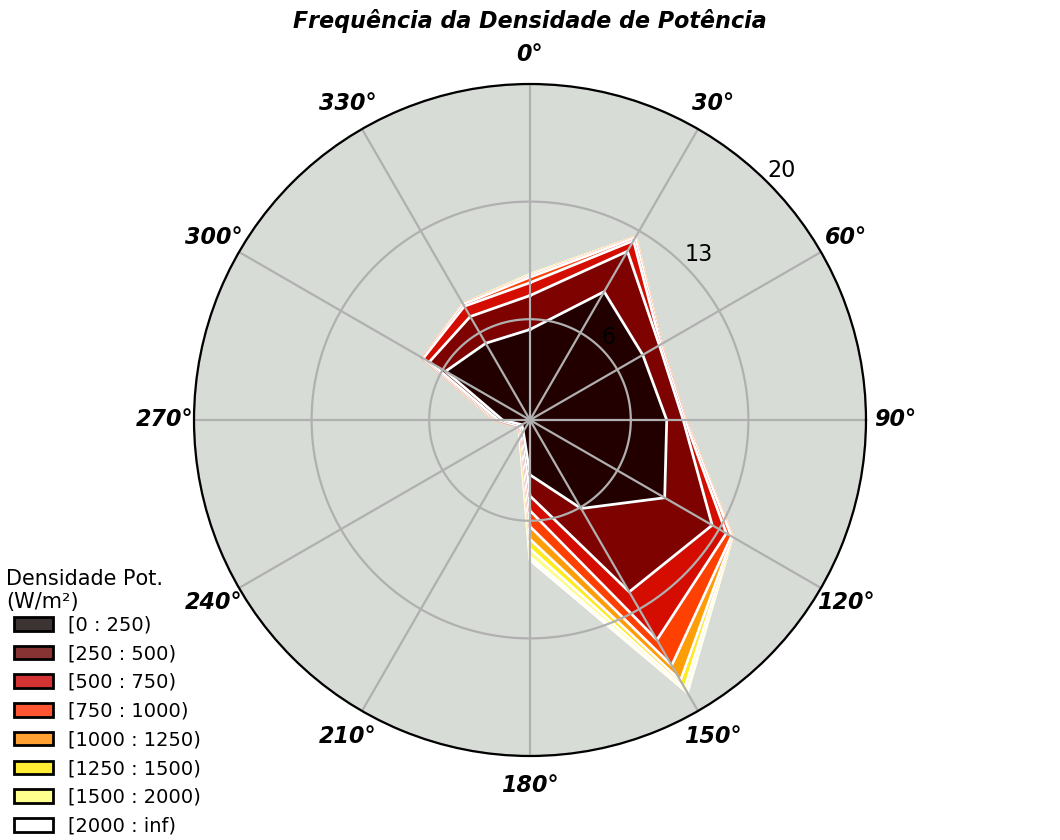 Frequência da Densidade de Potência
0°
330°
30°
20
300°
60°
13
6
270°
90°
240°
120°
210°
150°
180°
Densidade Pot.
(W/m²)
[0 : 250)
[250 : 500)
[500 : 750)
[750 : 1000)
[1000 : 1250)
[1250 : 1500)
[1500 : 2000)
[2000 : inf)